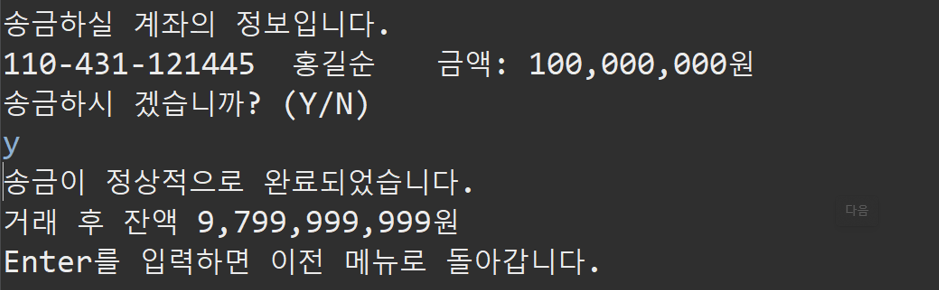 송금하실 계좌의 정보입니다.
110-431-121445  홍길순    금액: 100,000,000원
송금하시 겠습니까? (Y/N)
y
송금이 정상적으로 완료되었습니다.
거래 후 잔액 9,799,999,999원
다음
Enter를 입력하면 이전 메뉴로 돌아갑니다.